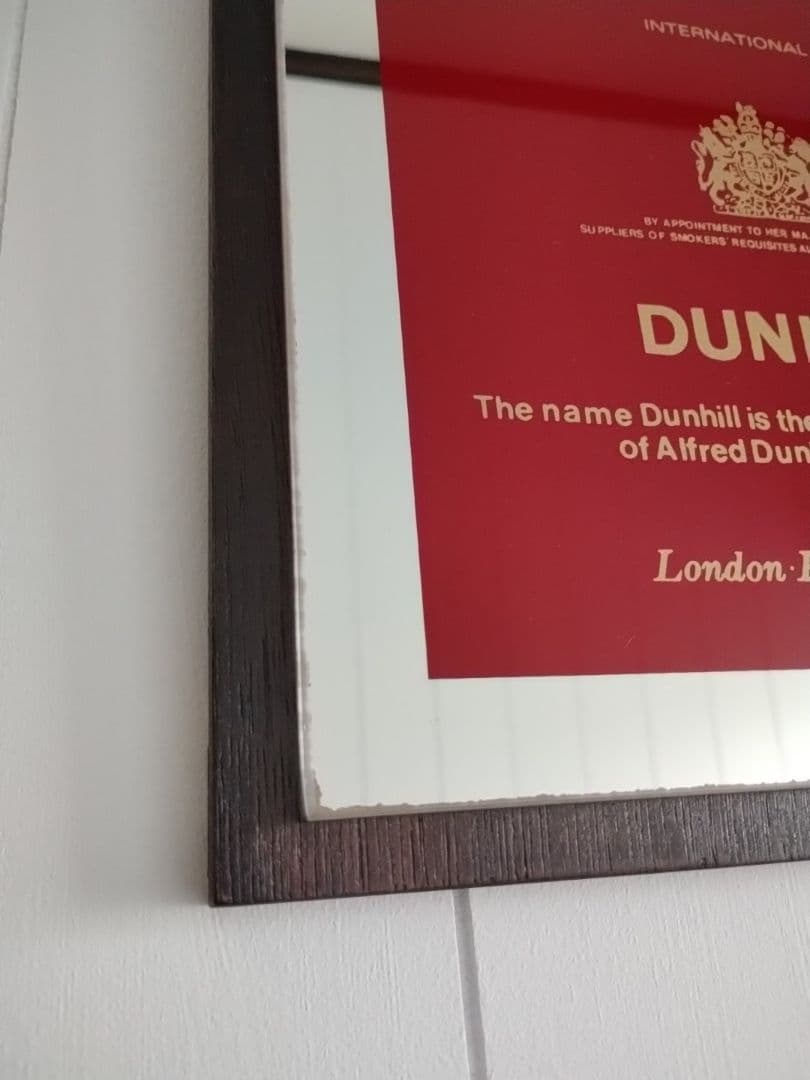 INTERNATIONAL
BY APPOINTMENT TO HER
SUPPLIERS OF SMOKERS' REQUISITES
DUN
The name Dunhill is the
of Alfred Dun
London ·